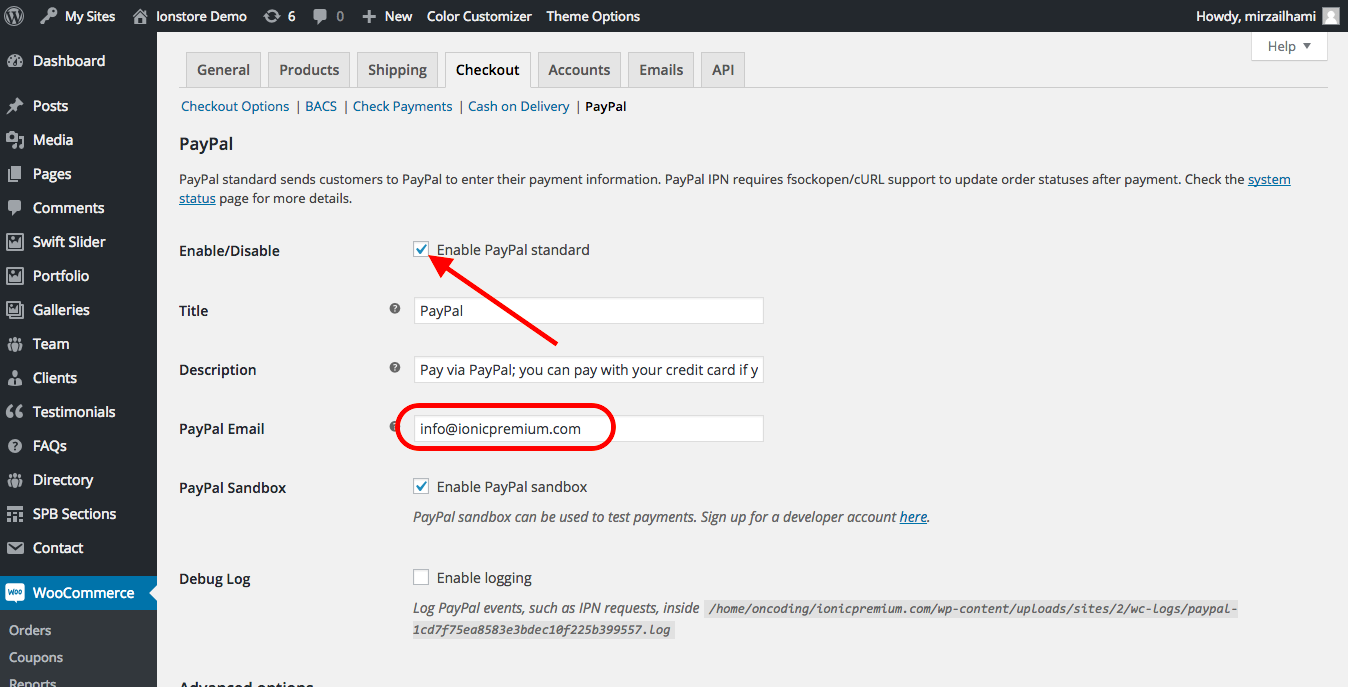 My Sites Ionstore Demo 6 0 New Color Customizer Theme Options Howdy, mirzailhami
Help
Dashboard
Posts
Media
Pages
Comments
Swift Slider
Portfolio
Galleries
Team
Clients
Testimonials
FAQs
Directory
SPB Sections
Contact
woo WooCommerce
Orders
Coupons
Reports
General Products Shipping Checkout Accounts Emails API
Checkout Options | BACS | Check Payments | Cash on Delivery | PayPal
PayPal
PayPal standard sends customers to PayPal to enter their payment information. PayPal IPN requires fsockopen/cURL support to update order statuses after payment. Check the system
status page for more details.
Enable/Disable Enable PayPal standard
Title ? PayPal
Description ? Pay via PayPal; you can pay with your credit card if y
PayPal Email ? info@ionicpremium.com
PayPal Sandbox Enable PayPal sandbox
PayPal sandbox can be used to test payments. Sign up for a developer account here.
Debug Log Enable logging
Log PayPal events, such as IPN requests, inside /home/oncoding/ionicpremium.com/wp-content/uploads/sites/2/wc-logs/paypal-
1cd7f75ea8583e3bdec10f225b399557.log
Advanced options